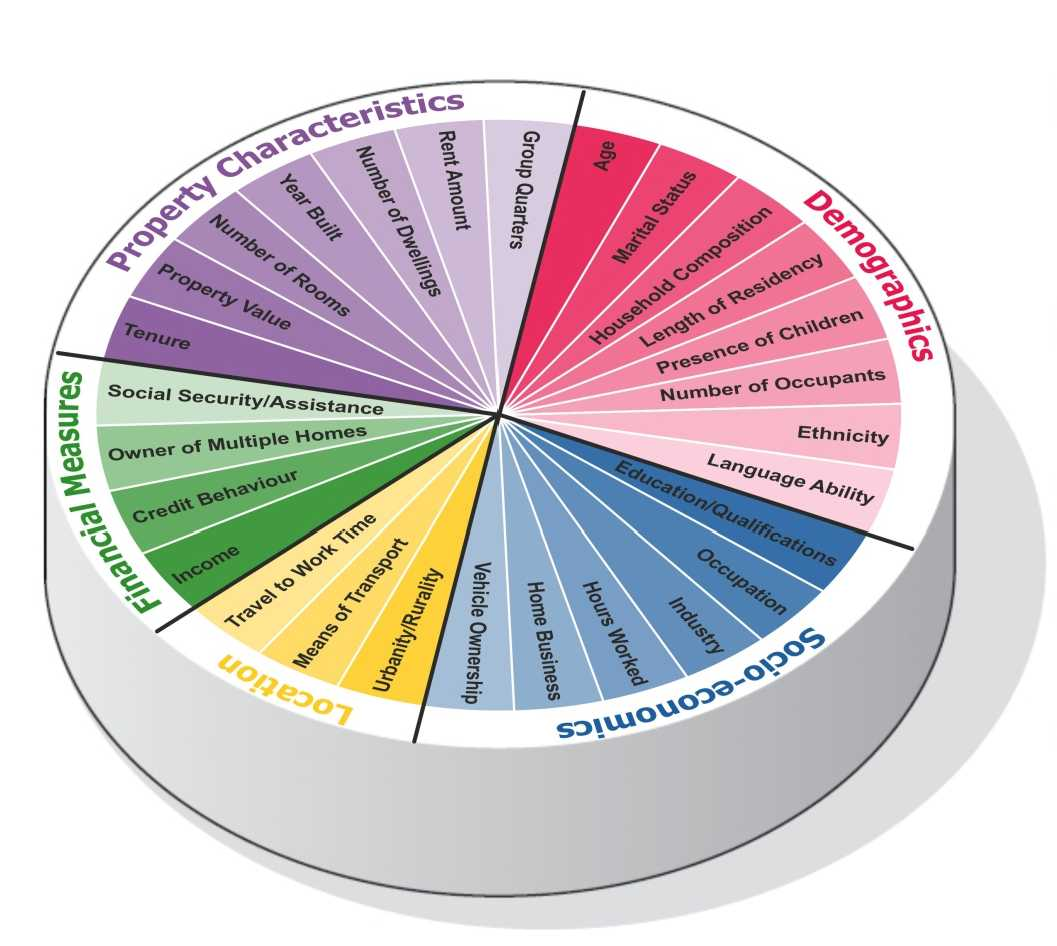 Property Characteristics
Tenure
Property Value
Number of Rooms
Year Built
Number of Dwellings
Rent Amount
Group Quarters
Demographics
Age
Marital Status
Household Composition
Length of Residency
Presence of Children
Number of Occupants
Ethnicity
Language Ability
Socio-economics
Education/Qualifications
Occupation
Industry
Hours Worked
Home Business
Vehicle Ownership
Location
Urbanity/Rurality
Means of Transport
Travel to Work Time
Financial Measures
Income
Credit Behaviour
Owner of Multiple Homes
Social Security/Assistance